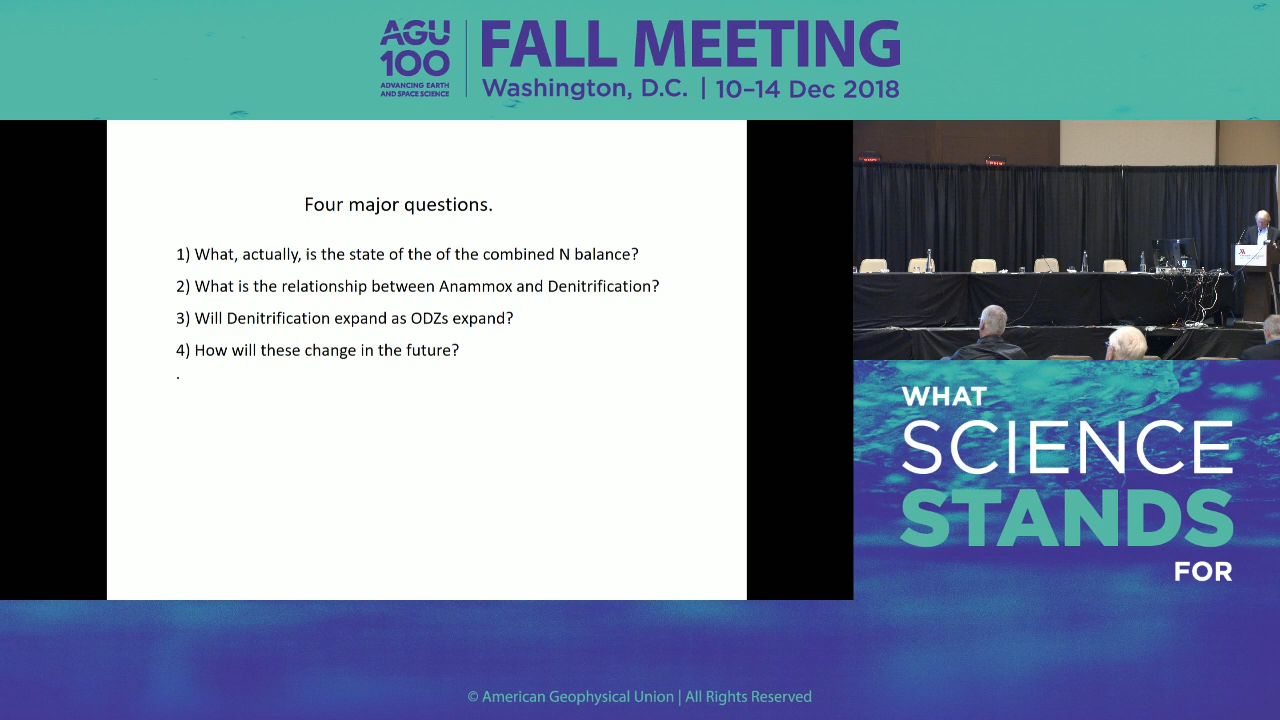 AGU
100
ADVANCING EARTH
AND SPACE SCIENCE
FALL MEETING
Washington, D.C. | 10–14 Dec 2018
Four major questions.
1) What, actually, is the state of the of the combined N balance?
2) What is the relationship between Anammox and Denitrification?
3) Will Denitrification expand as ODZs expand?
4) How will these change in the future?
.
WHAT
SCIENCE
STANDS
FOR
© American Geophysical Union | All Rights Reserved